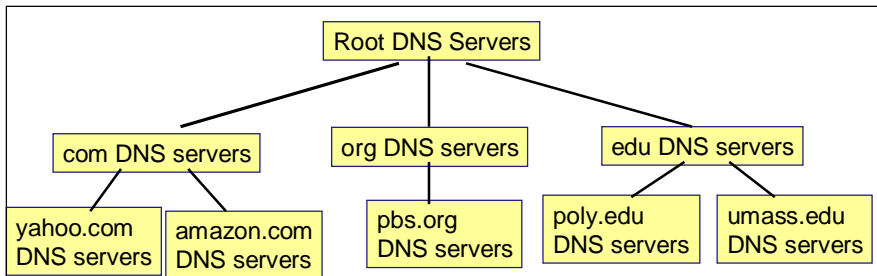 Root DNS Servers
com DNS servers
org DNS servers
edu DNS servers
yahoo.com
DNS servers
amazon.com
DNS servers
pbs.org
DNS servers
poly.edu
DNS servers
umass.edu
DNS servers